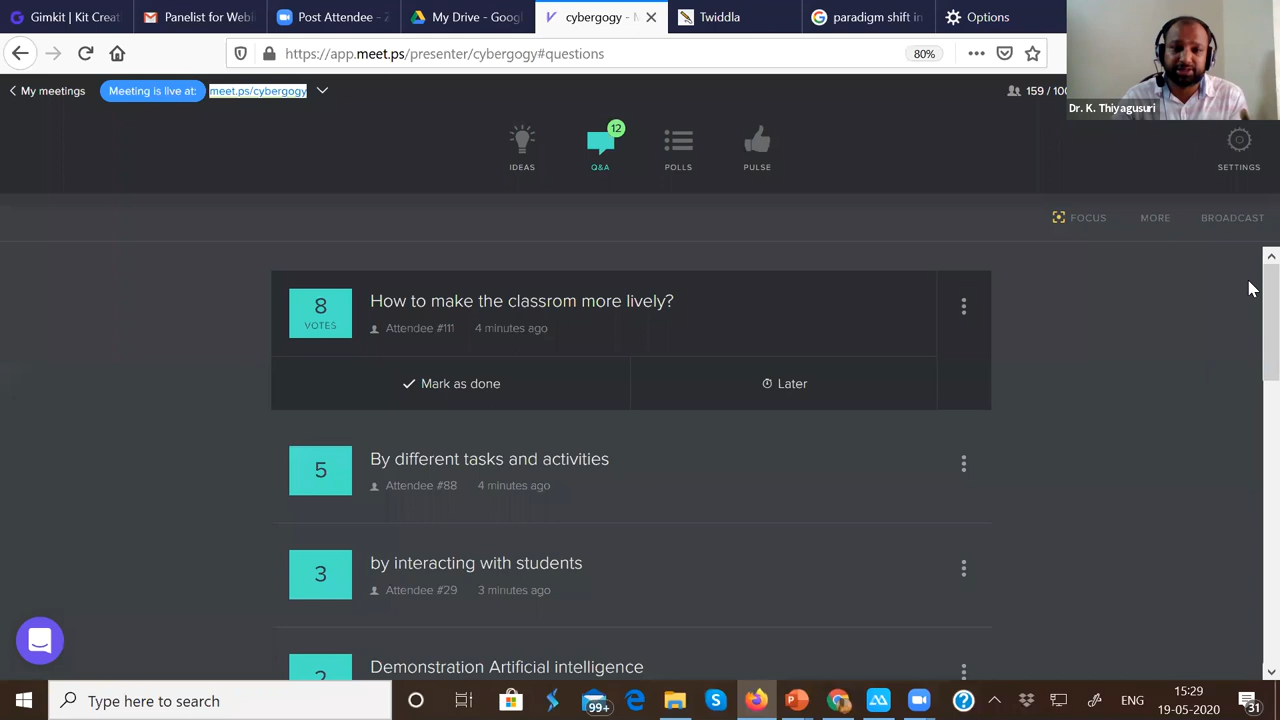 Gimkit | Kit Creat
Panelist for Webi
Post Attendee - Z
My Drive - Googl
cybergogy - M
Twiddla
paradigm shift in
Options
https://app.meet.ps/presenter/cybergogy#questions
80%
My meetings
Meeting is live at:
meet.ps/cybergogy
159 / 100
Dr. K. Thiyagusuri
IDEAS
12
Q&A
POLLS
PULSE
SETTINGS
FOCUS
MORE
BROADCAST
8
VOTES
How to make the classrom more lively?
Attendee #111 4 minutes ago
Mark as done
Later
5
By different tasks and activities
Attendee #88 4 minutes ago
3
by interacting with students
Attendee #29 3 minutes ago
2
Demonstration Artificial intelligence
Type here to search
99+
ENG
15:29
19-05-2020
31